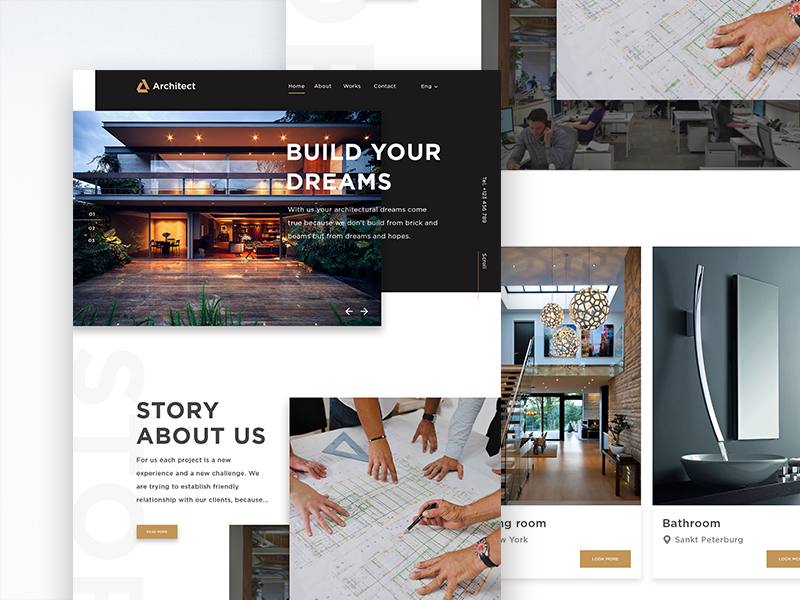 Architect
Home About Works Contact Eng
BUILD YOUR
DREAMS
With us your architectural dreams come
true because we don't build from brick and
beams but from dreams and hopes.
01
02
03
Tel. +123 456 789
Scroll
STORY
ABOUT US
For us each project is a new
experience and a new challenge. We
are trying to establish friendly
relationship with our clients, because...
READ MORE
ng room
w York
LOOK MORE
Bathroom
Sankt Peterburg
LOOK MO
STOR